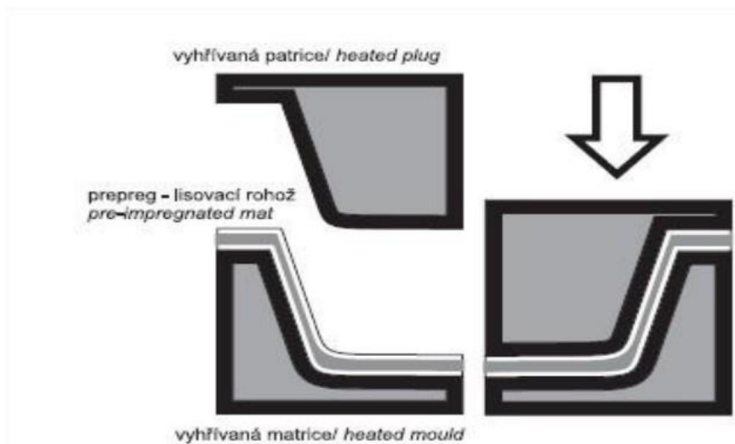 vyhřívaná patrice/ heated plug
prepreg - lisovací rohož
pre-impregnated mat
vyhřívaná matrice/ heated mould